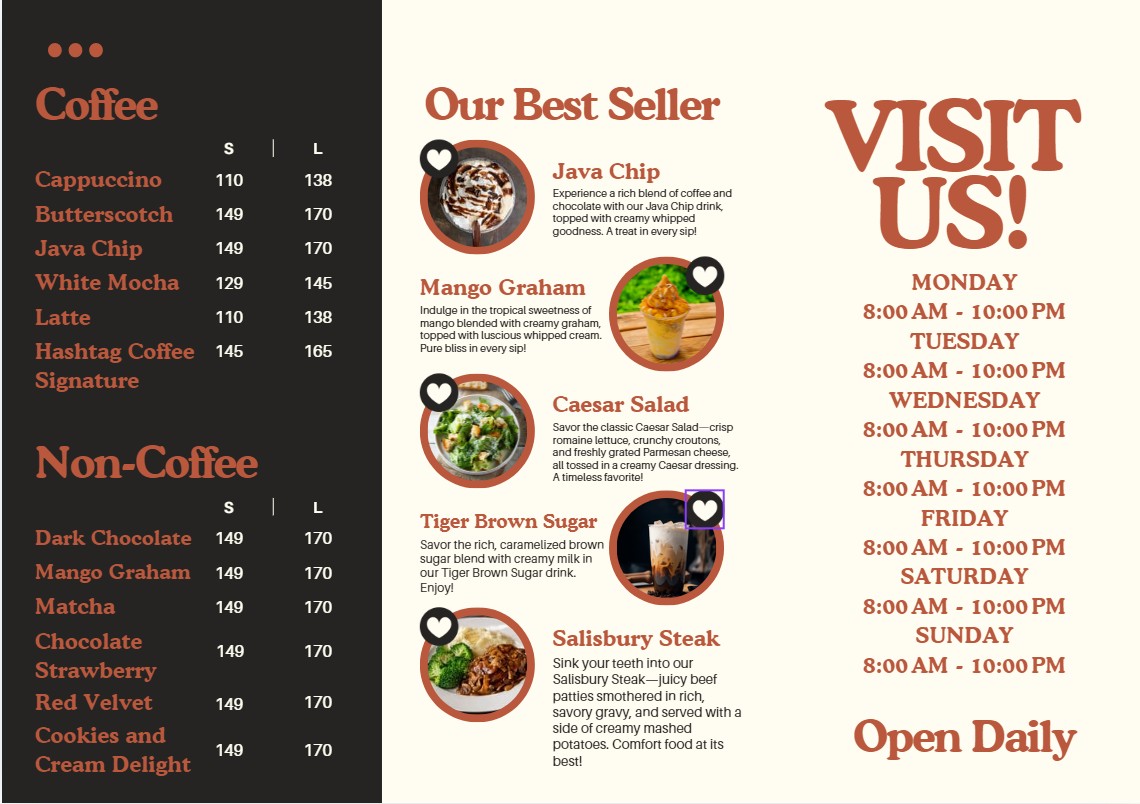 Coffee
S | L
Cappuccino 110 138
Butterscotch 149 170
Java Chip 149 170
White Mocha 129 145
Latte 110 138
Hashtag Coffee 145 165
Signature
Non-Coffee
S | L
Dark Chocolate 149 170
Mango Graham 149 170
Matcha 149 170
Chocolate
Strawberry 149 170
Red Velvet 149 170
Cookies and
Cream Delight 149 170
Our Best Seller
Java Chip
Experience a rich blend of coffee and
chocolate with our Java Chip drink,
topped with creamy whipped
goodness. A treat in every sip!
Mango Graham
Indulge in the tropical sweetness of
mango blended with creamy graham,
topped with luscious whipped cream.
Pure bliss in every sip!
Caesar Salad
Savor the classic Caesar Salad—crisp
romaine lettuce, crunchy croutons,
and freshly grated Parmesan cheese,
all tossed in a creamy Caesar dressing.
A timeless favorite!
Tiger Brown Sugar
Savor the rich, caramelized brown
sugar blend with creamy milk in
our Tiger Brown Sugar drink.
Enjoy!
Salisbury Steak
Sink your teeth into our
Salisbury Steak—juicy beef
patties smothered in rich,
savory gravy, and served with a
side of creamy mashed
potatoes. Comfort food at its
best!
VISIT
US!
MONDAY
8:00 AM - 10:00 PM
TUESDAY
8:00 AM - 10:00 PM
WEDNESDAY
8:00 AM - 10:00 PM
THURSDAY
8:00 AM - 10:00 PM
FRIDAY
8:00 AM - 10:00 PM
SATURDAY
8:00 AM - 10:00 PM
SUNDAY
8:00 AM - 10:00 PM
Open Daily